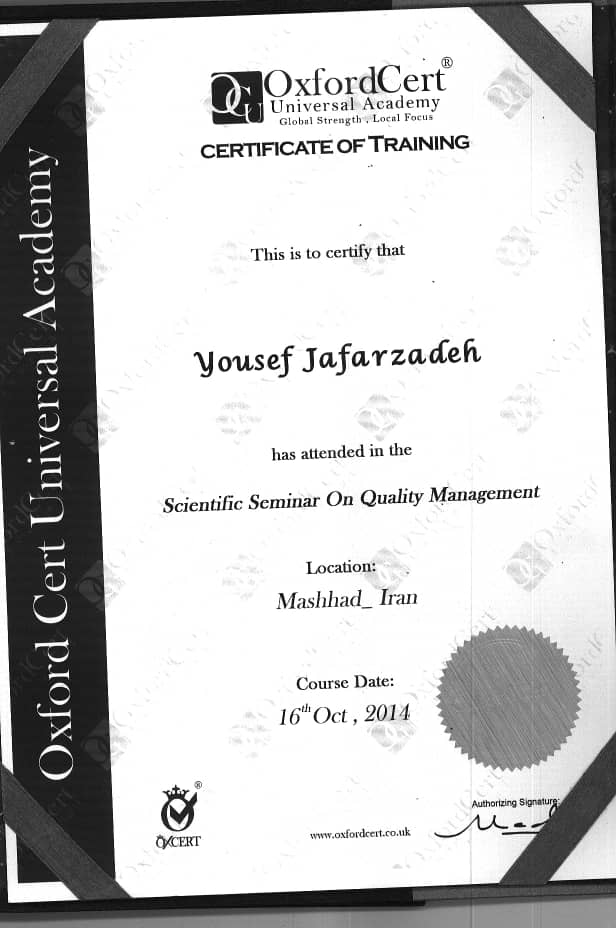 Oxford Cert Universal Academy
OCU
OxfordCert®
Universal Academy
Global Strength , Local Focus
CERTIFICATE OF TRAINING
This is to certify that
Yousef Jafarzadeh
has attended in the
Scientific Seminar On Quality Management
Location:
Mashhad_ Iran
Course Date:
16th Oct , 2014
®
OXCERT
www.oxfordcert.co.uk
Authorizing Signature: